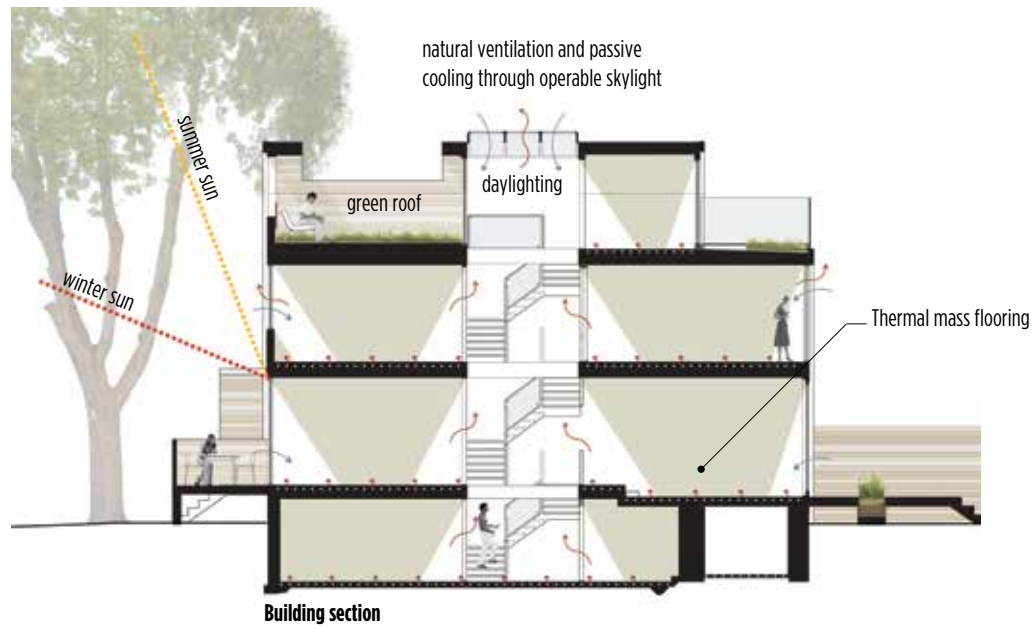 natural ventilation and passive
cooling through operable skylight
summer sun
daylighting
green roof
winter sun
Thermal mass flooring
Building section